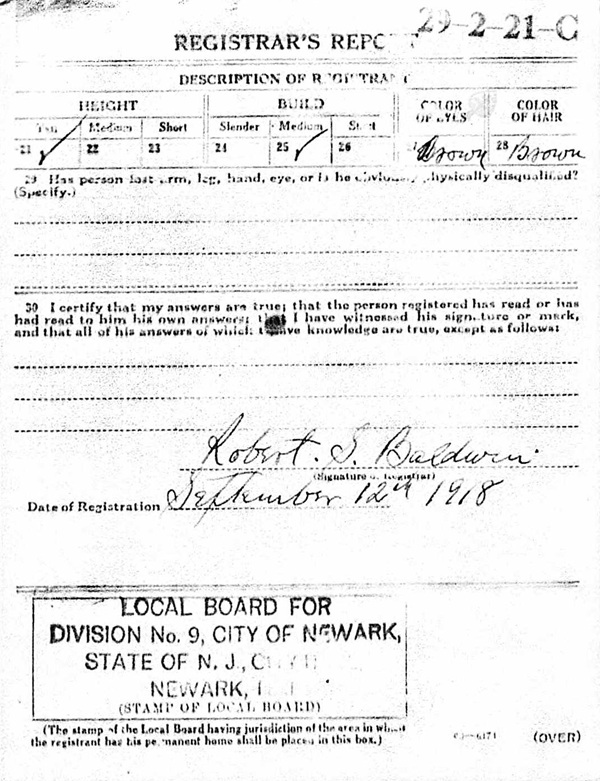 29-2-21-C
REGISTRAR'S REPORT
DESCRIPTION OF REGISTRANT
HEIGHT BUILD COLOR OF EYES COLOR OF HAIR
Tall Medium Short Slender Medium Stout
21 ✓ 22 23 24 25 ✓ 26 Brown 28 Brown
29 Has person lost arm, leg, hand, eye, or is he obviously physically disqualified?
(Specify.)
30 I certify that my answers are true; that the person registered has read or has
had read to him his own answers; that I have witnessed his signature or mark,
and that all of his answers of which I have knowledge are true, except as follows:
Robert. S. Baldwin
(Signature of Registrar)
Date of Registration September 12th 1918
LOCAL BOARD FOR
DIVISION No. 9, CITY OF NEWARK,
STATE OF N. J.,
NEWARK,
(STAMP OF LOCAL BOARD)
(The stamp of the Local Board having jurisdiction of the area in which
the registrant has his permanent home shall be placed in this box.)
(OVER)